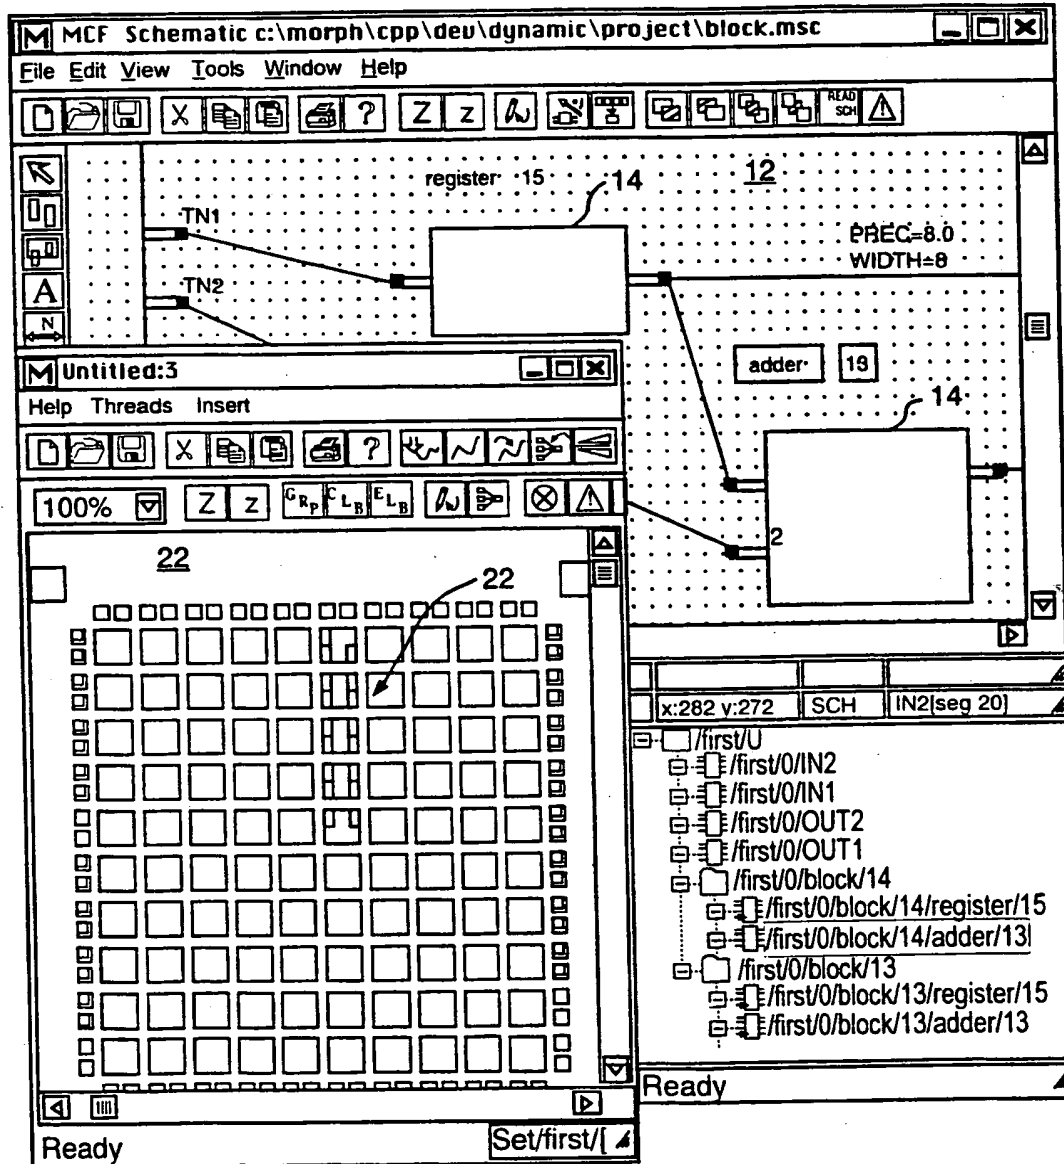 M MCF Schematic c:\morph\cpp\dev\dynamic\project\block.msc
File Edit View Tools Window Help
? Z z READ SCH
register 15 14 12
TN1
PREC=8.0
WIDTH=8
TN2
A
N
adder 13
14
2
M Untitled:3
Help Threads Insert
?
100% Z z GRP CLB ELB
22
22
x:282 y:272 SCH IN2[seg 20]
/first/U
/first/0/IN2
/first/0/IN1
/first/0/OUT2
/first/0/OUT1
/first/0/block/14
/first/0/block/14/register/15
/first/0/block/14/adder/13
/first/0/block/13
/first/0/block/13/register/15
/first/0/block/13/adder/13
Ready
Ready Set/first/[